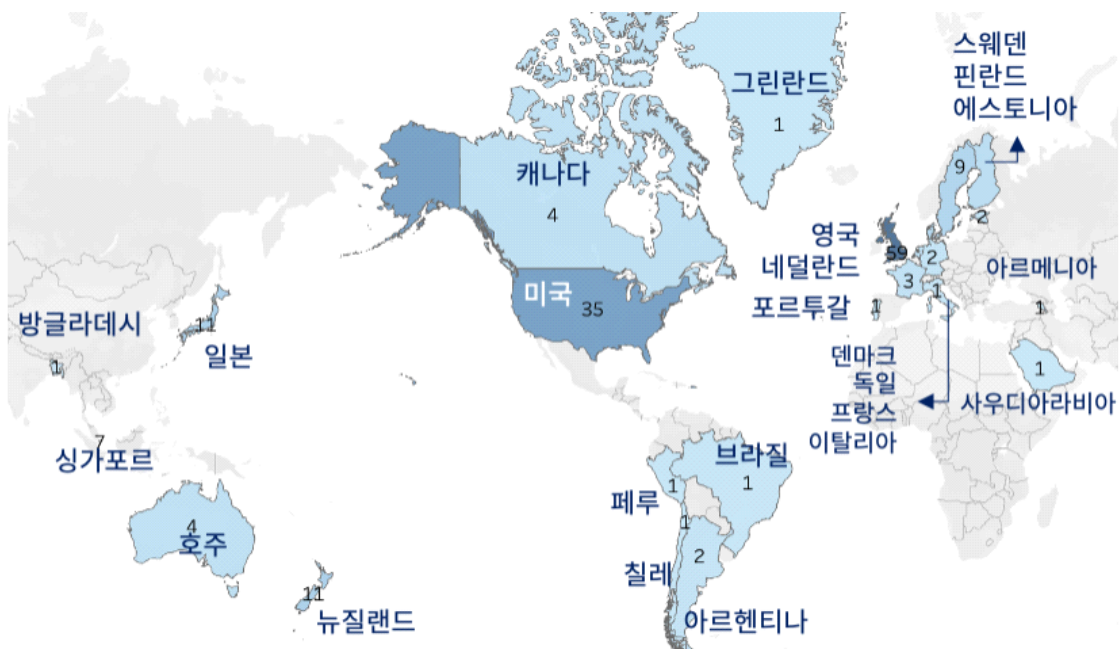 스웨덴
핀란드
에스토니아
그린란드
1
캐나다
4
9
2
영국
네덜란드
포르투갈
59
2
3
1
1
아르메니아
1
미국
35
방글라데시
1
11
일본
덴마크
독일
프랑스
이탈리아
1
사우디아라비아
7
싱가포르
브라질
1
페루
1
1
4
호주
칠레
2
아르헨티나
11
뉴질랜드